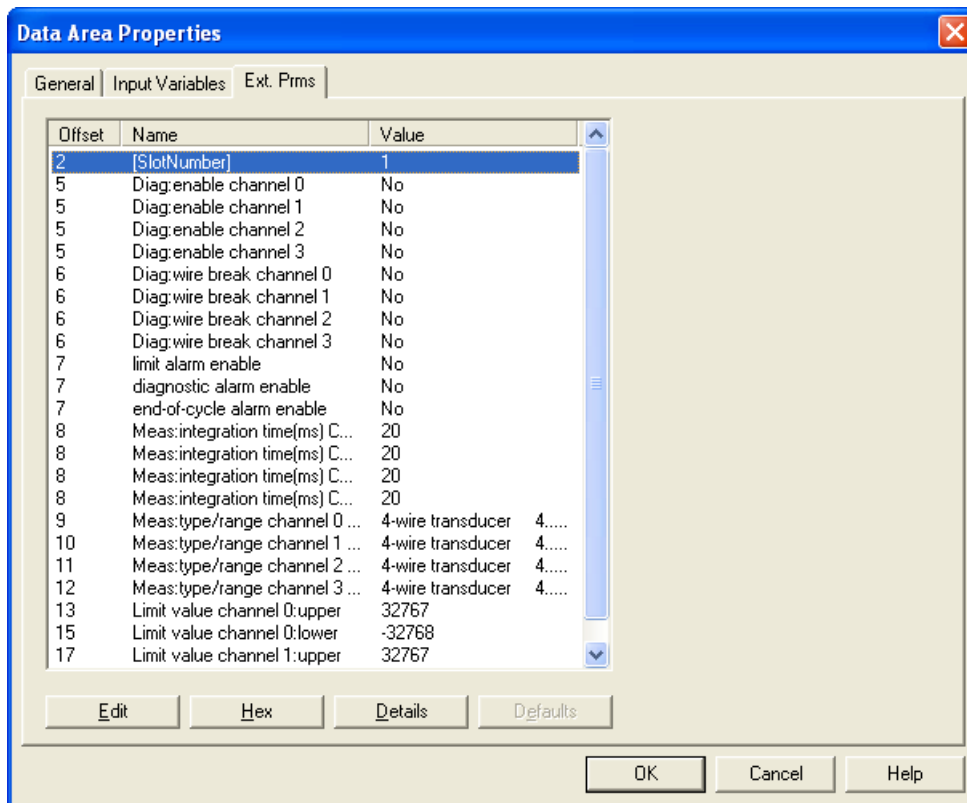 Data Area Properties
General Input Variables Ext. Prms
Offset Name Value
2 [SlotNumber] 1
5 Diag:enable channel 0 No
5 Diag:enable channel 1 No
5 Diag:enable channel 2 No
5 Diag:enable channel 3 No
6 Diag:wire break channel 0 No
6 Diag:wire break channel 1 No
6 Diag:wire break channel 2 No
6 Diag:wire break channel 3 No
7 limit alarm enable No
7 diagnostic alarm enable No
7 end-of-cycle alarm enable No
8 Meas:integration time(ms) C... 20
8 Meas:integration time(ms) C... 20
8 Meas:integration time(ms) C... 20
8 Meas:integration time(ms) C... 20
9 Meas:type/range channel 0 ... 4-wire transducer 4.....
10 Meas:type/range channel 1 ... 4-wire transducer 4.....
11 Meas:type/range channel 2 ... 4-wire transducer 4.....
12 Meas:type/range channel 3 ... 4-wire transducer 4.....
13 Limit value channel 0:upper 32767
15 Limit value channel 0:lower -32768
17 Limit value channel 1:upper 32767
Edit Hex Details Defaults
OK Cancel Help